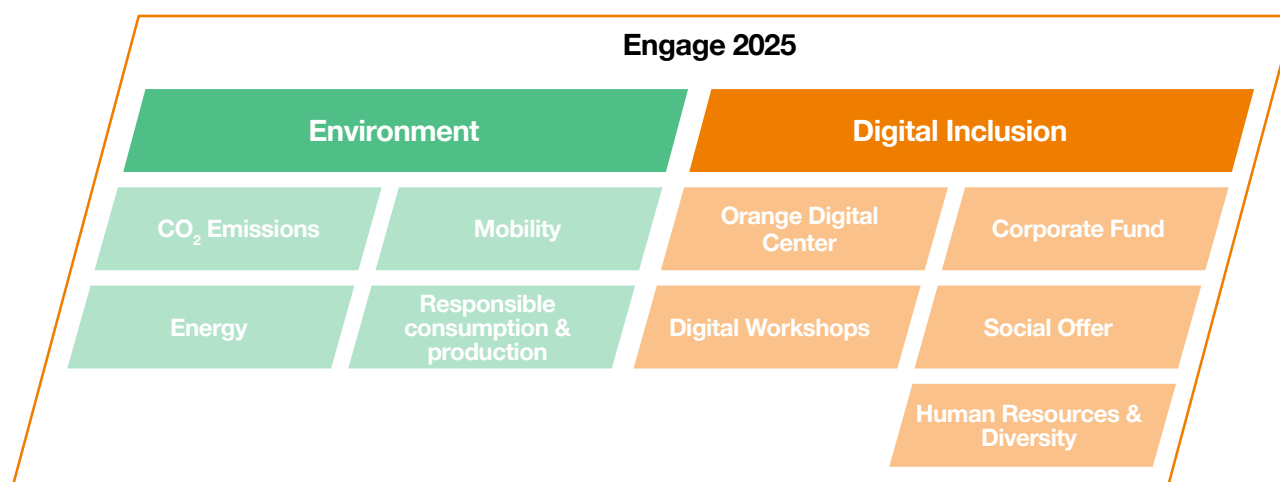 Engage 2025
Environment
Digital Inclusion
CO₂ Emissions
Mobility
Orange Digital
Center
Corporate Fund
Energy
Responsible
consumption &
production
Digital Workshops
Social Offer
Human Resources &
Diversity